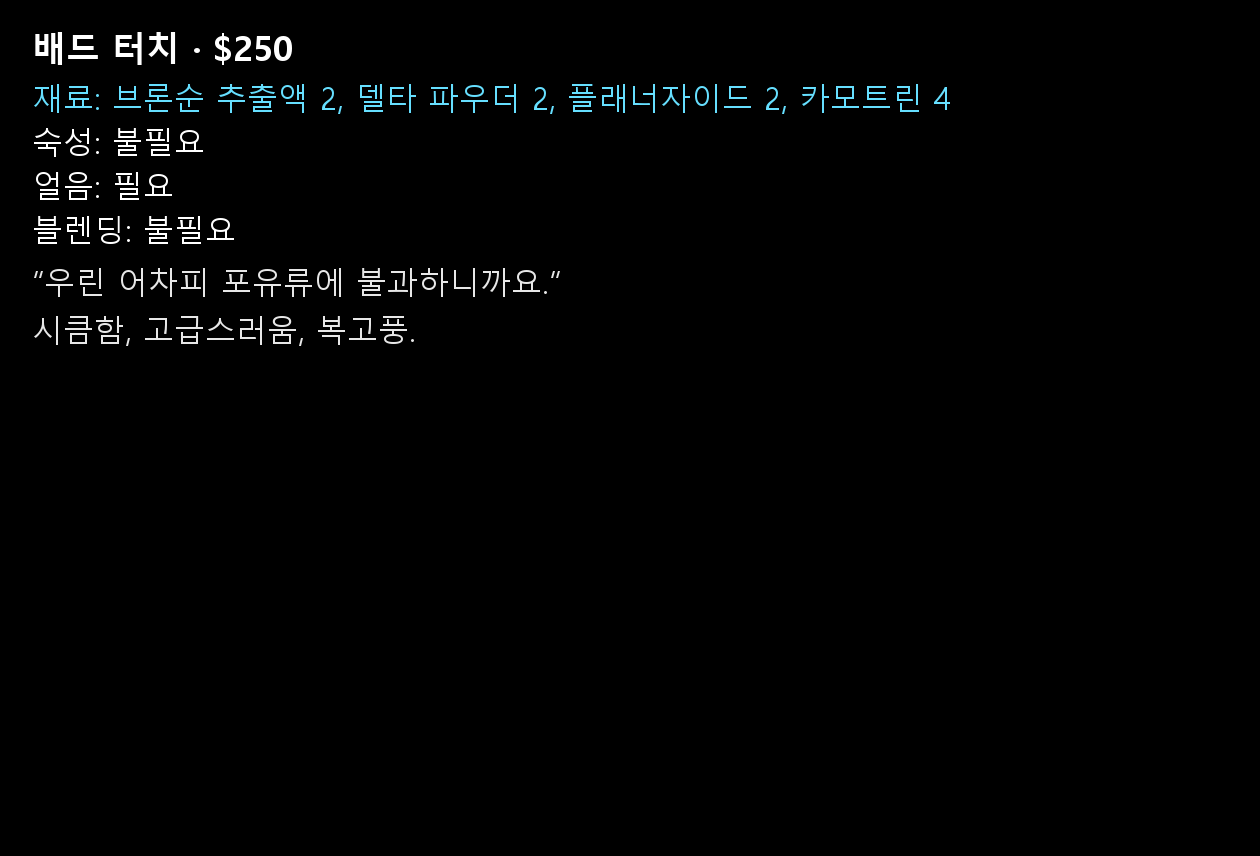 배드 터치 · $250
재료: 브론순 추출액 2, 델타 파우더 2, 플래너자이드 2, 카모트린 4
숙성: 불필요
얼음: 필요
블렌딩: 불필요
"우린 어차피 포유류에 불과하니까요."
시큼함, 고급스러움, 복고풍.